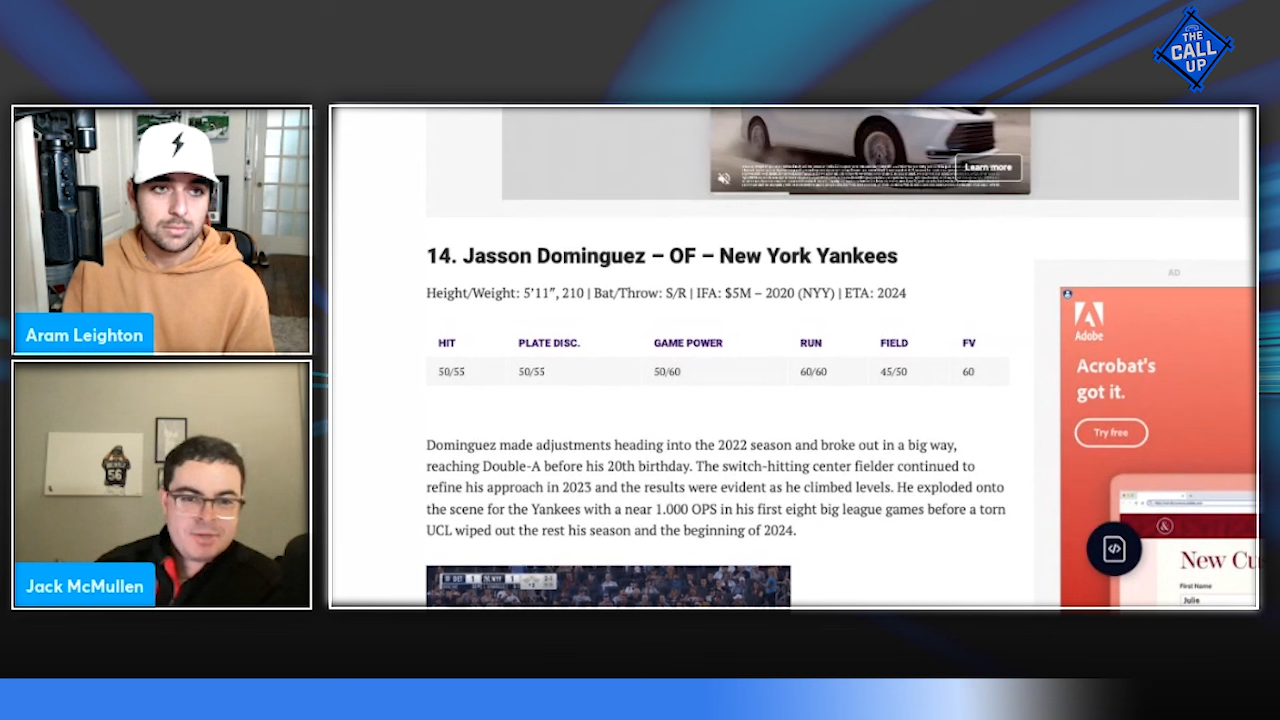 THE
CALL
UP
Aram Leighton
56
Jack McMullen
Learn more
14. Jasson Dominguez – OF – New York Yankees
Height/Weight: 5’11″, 210 | Bat/Throw: S/R | IFA: $5M – 2020 (NYY) | ETA: 2024
HIT PLATE DISC. GAME POWER RUN FIELD FV
50/55 50/55 50/60 60/60 45/50 60
Dominguez made adjustments heading into the 2022 season and broke out in a big way,
reaching Double-A before his 20th birthday. The switch-hitting center fielder continued to
refine his approach in 2023 and the results were evident as he climbed levels. He exploded onto
the scene for the Yankees with a near 1.000 OPS in his first eight big league games before a torn
UCL wiped out the rest his season and the beginning of 2024.
DET 1 NYY 1
AD
Adobe
Acrobat's
got it.
Try free
</>
&
New Cu
First Name
Julie